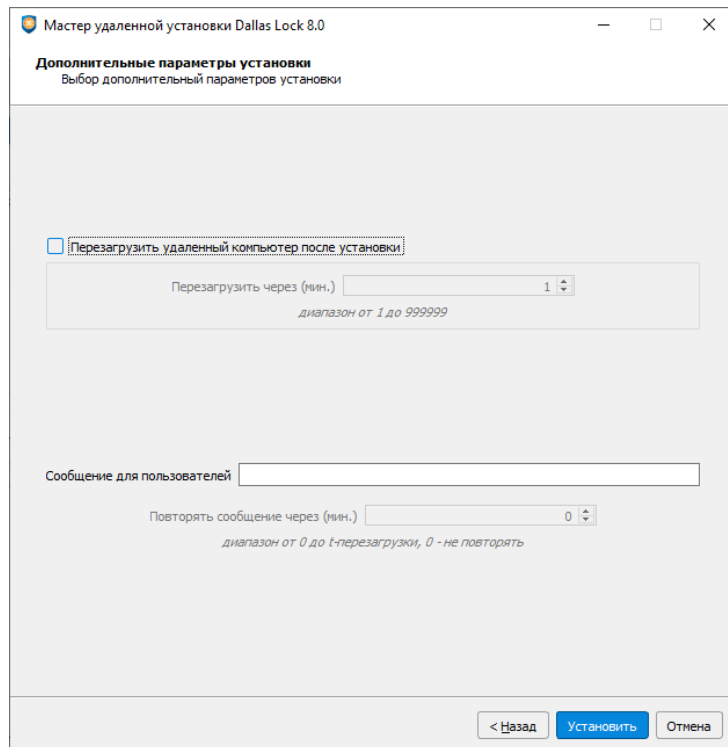 Мастер удаленной установки Dallas Lock 8.0
Дополнительные параметры установки
Выбор дополнительный параметров установки
Перезагрузить удаленный компьютер после установки
Перезагрузить через (мин.) 1
диапазон от 1 до 999999
Сообщение для пользователей
Повторять сообщение через (мин.) 0
диапазон от 0 до t-перезагрузки, 0 - не повторять
< Назад Установить Отмена